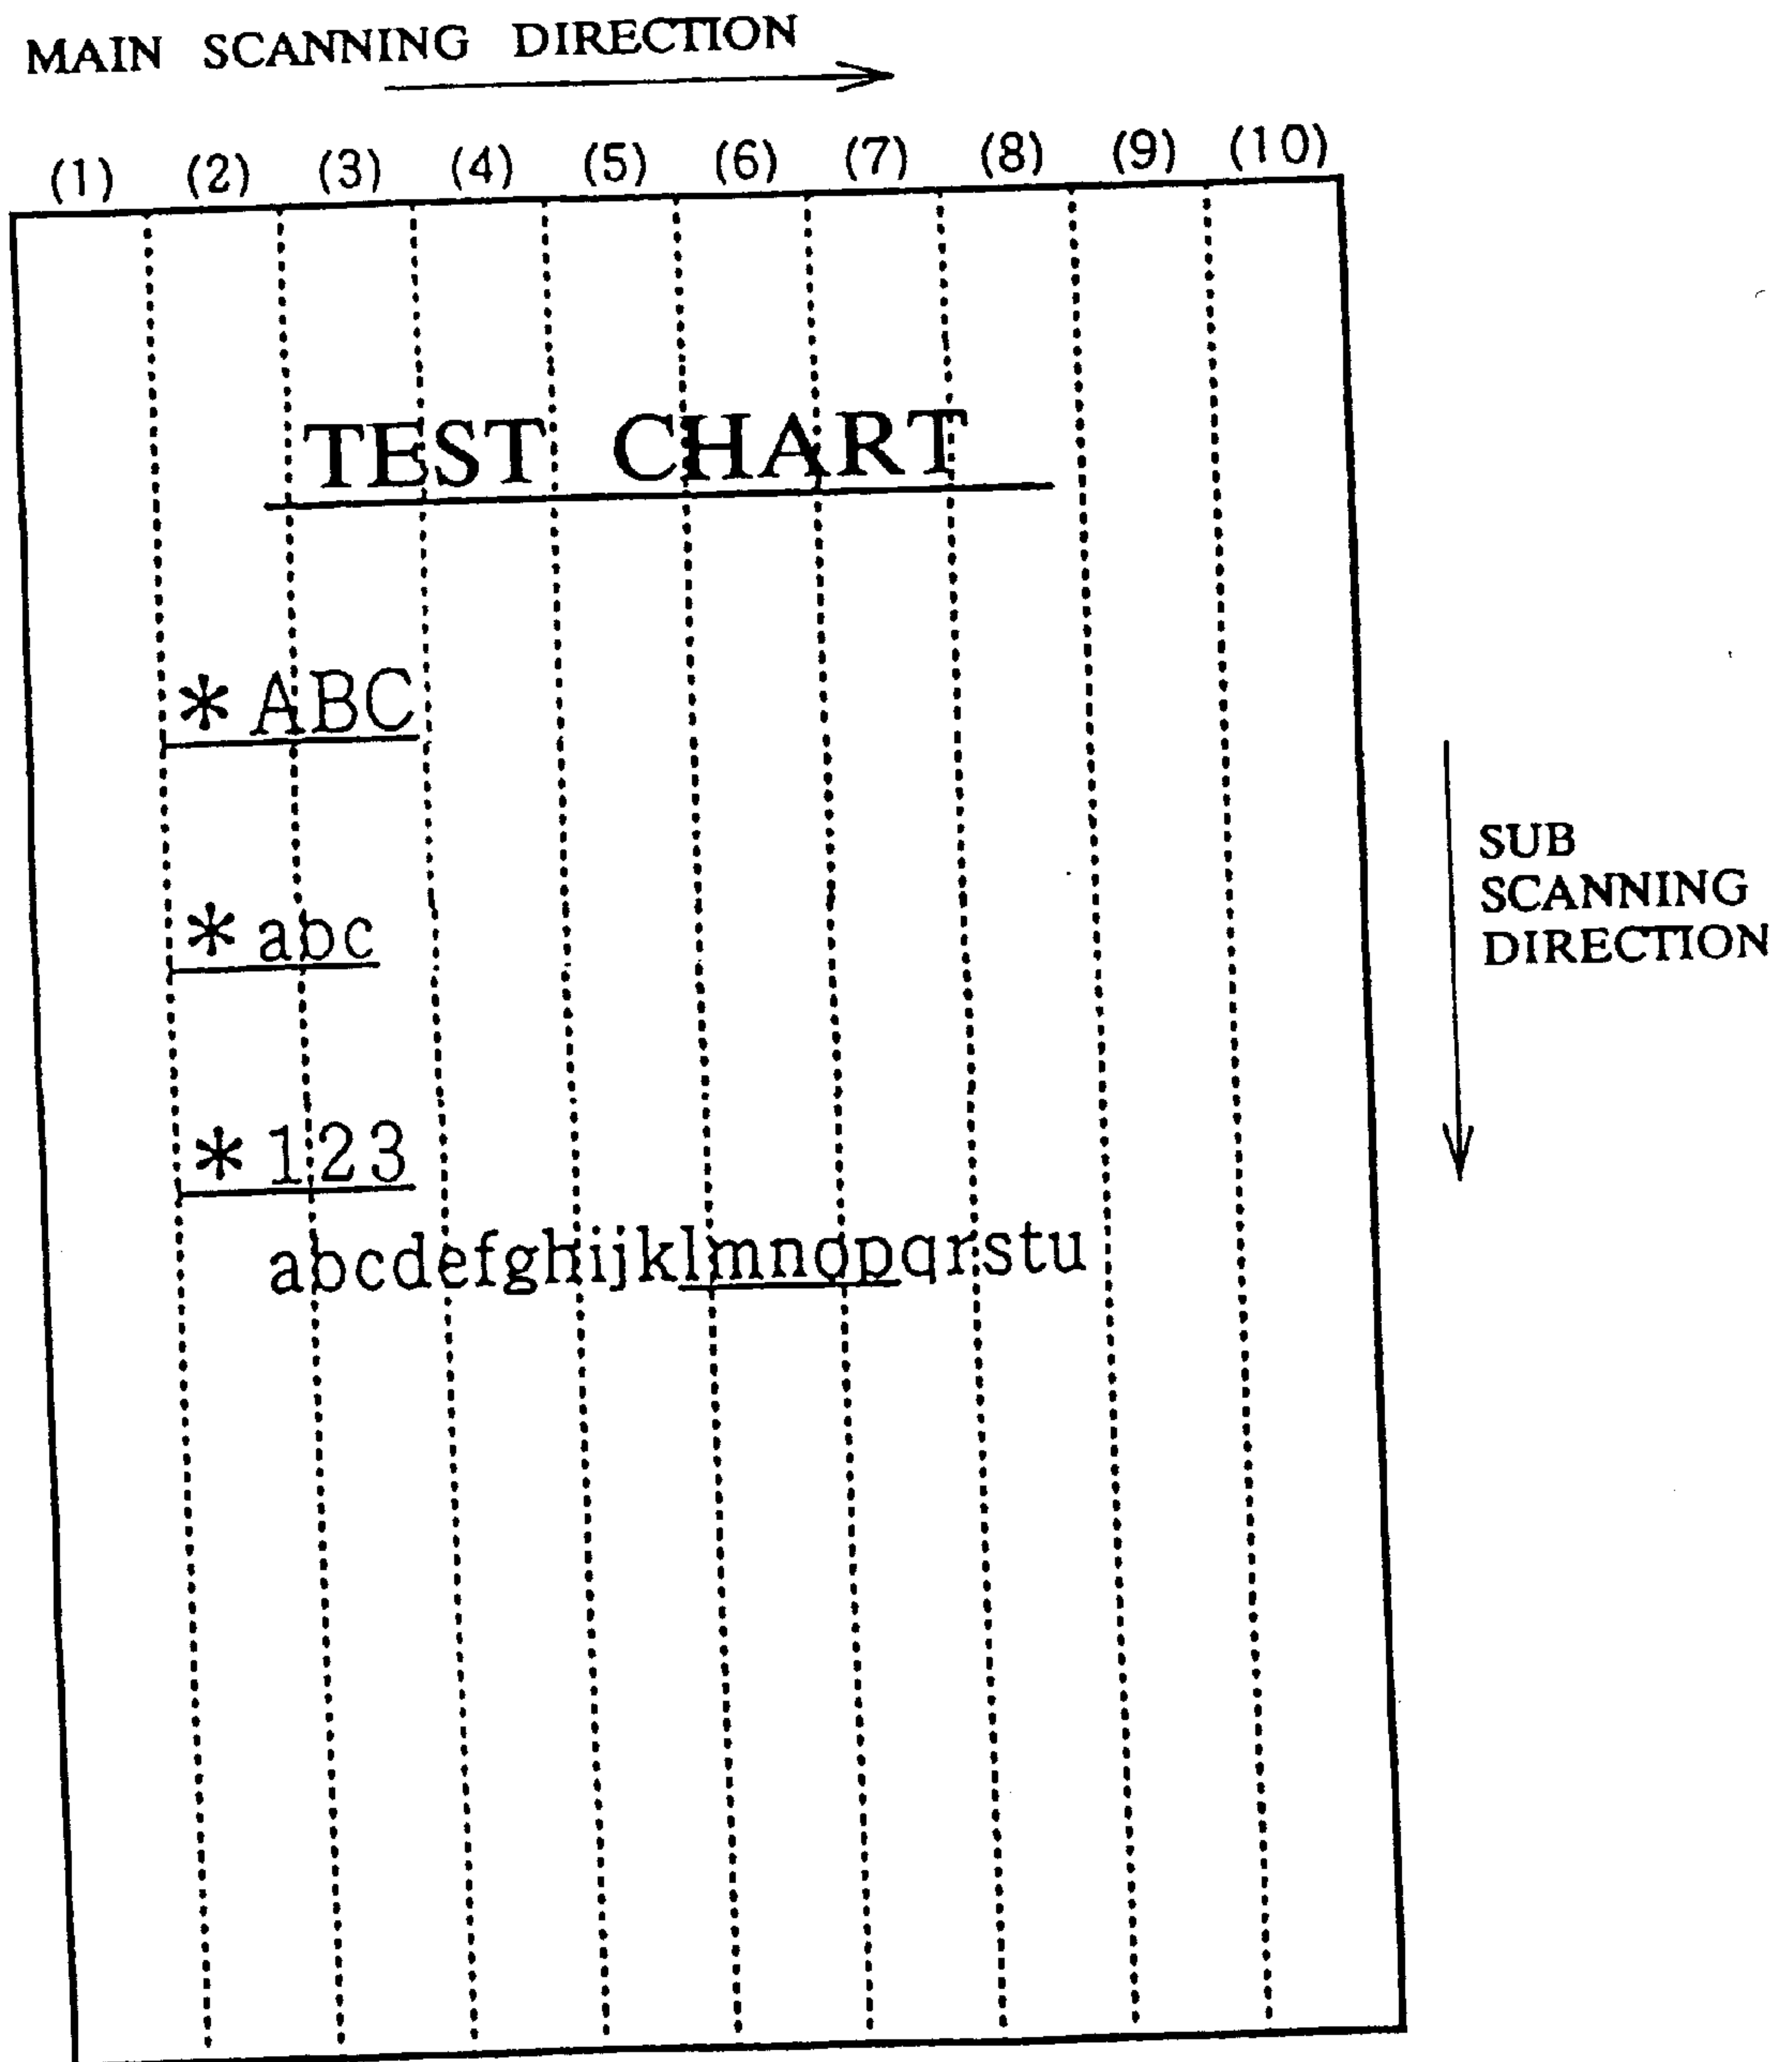 MAIN SCANNING DIRECTION
(1) (2) (3) (4) (5) (6) (7) (8) (9) (10)
TEST CHART
*ABC
*abc
*123
abcdefghijklmnopqrstu
SUB
SCANNING
DIRECTION